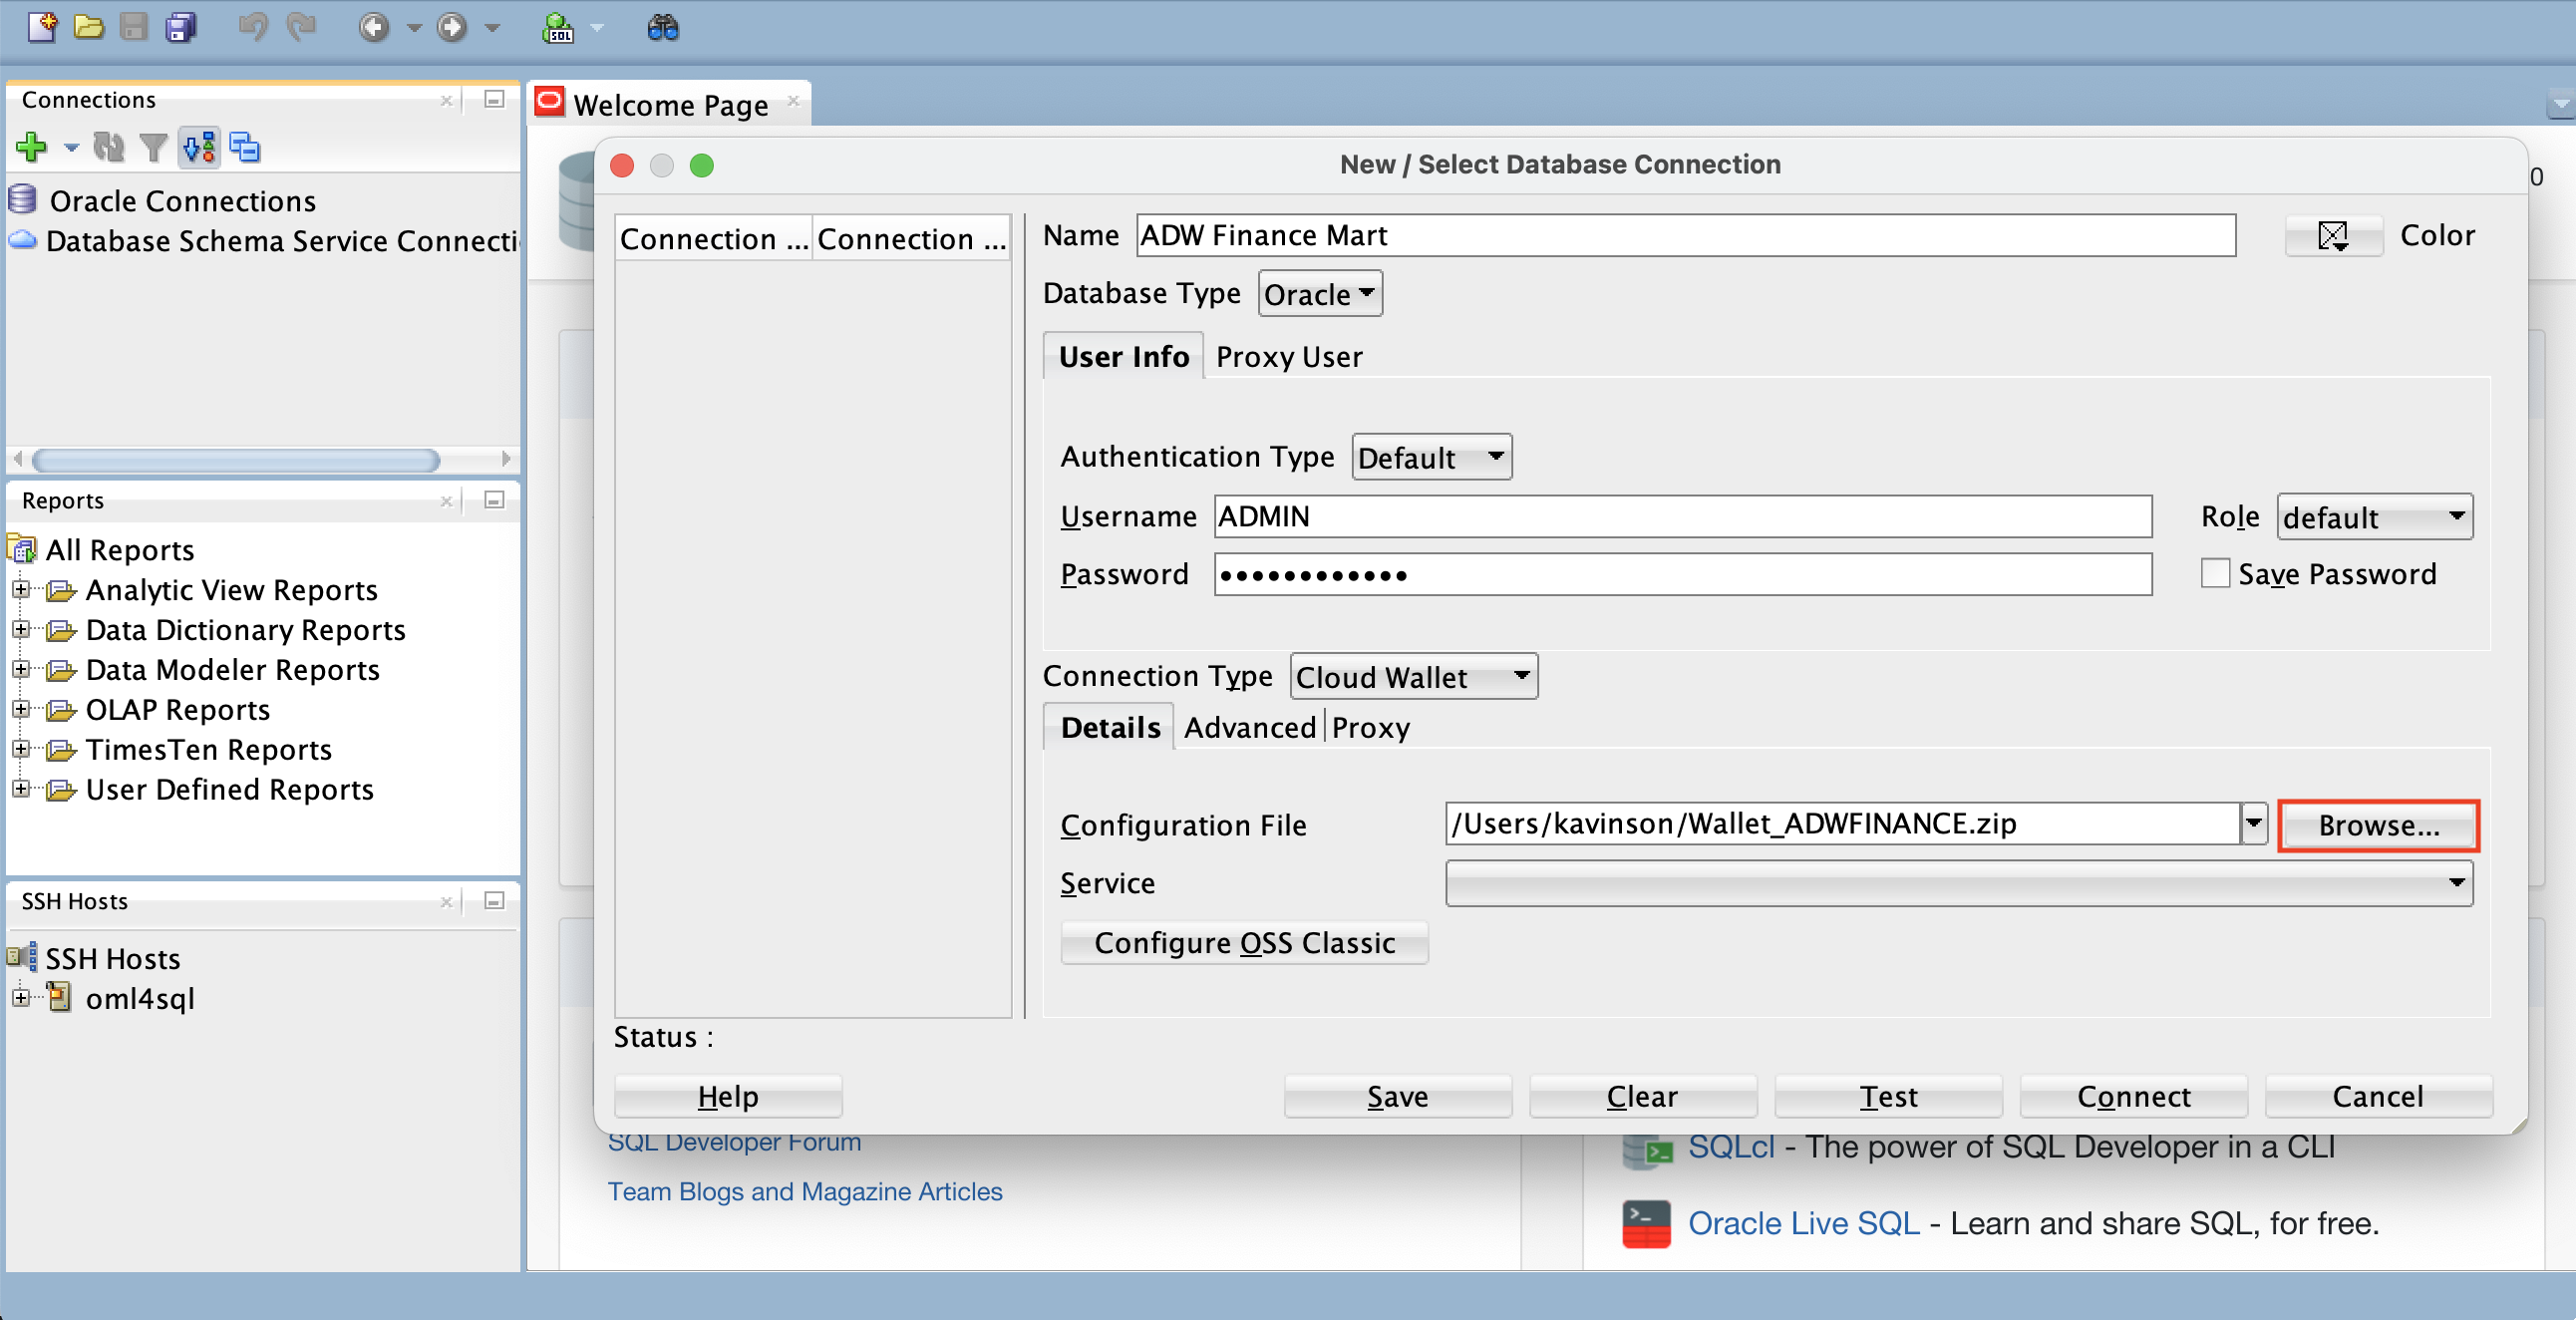 SQL
Connections
Oracle Connections
Database Schema Service Connecti
Reports
All Reports
Analytic View Reports
Data Dictionary Reports
Data Modeler Reports
OLAP Reports
TimesTen Reports
User Defined Reports
SSH Hosts
SSH Hosts
oml4sql
Welcome Page
0
New / Select Database Connection
Connection ... Connection ...
Name ADW Finance Mart Color
Database Type Oracle
User Info Proxy User
Authentication Type Default
Username ADMIN Role default
Password •••••••••••• Save Password
Connection Type Cloud Wallet
Details Advanced Proxy
Configuration File /Users/kavinson/Wallet_ADWFINANCE.zip Browse...
Service
Configure OSS Classic
Status :
Help Save Clear Test Connect Cancel
SQL Developer Forum
Team Blogs and Magazine Articles
SQLcl - The power of SQL Developer in a CLI
Oracle Live SQL - Learn and share SQL, for free.